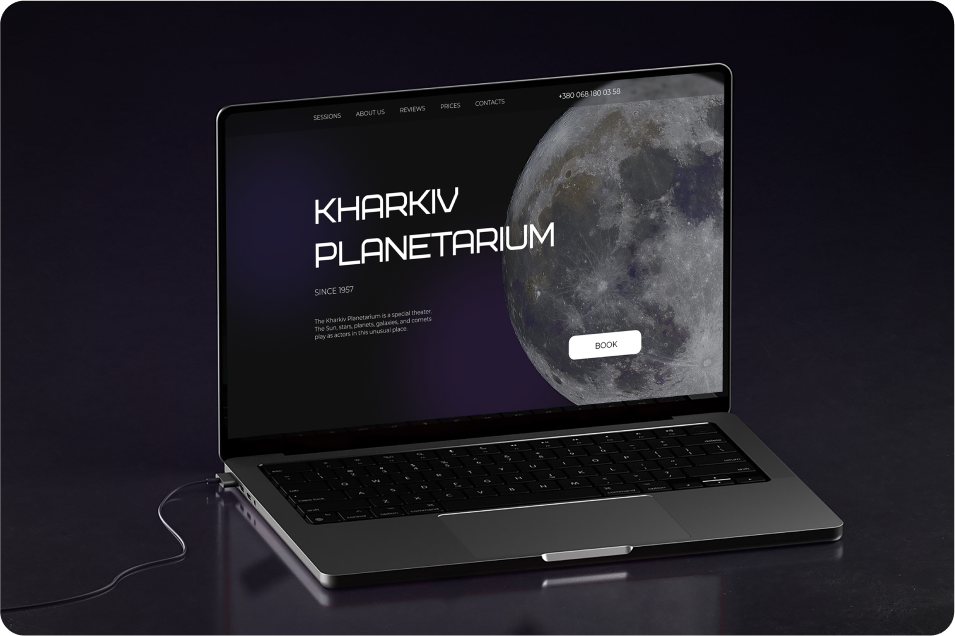 SESSIONS ABOUT US REVIEWS PRICES CONTACTS +380 068 180 03 58
KHARKIV
PLANETARIUM
SINCE 1957
The Kharkiv Planetarium is a special theater.
The Sun, stars, planets, galaxies, and comets
play as actors in this unusual place.
BOOK